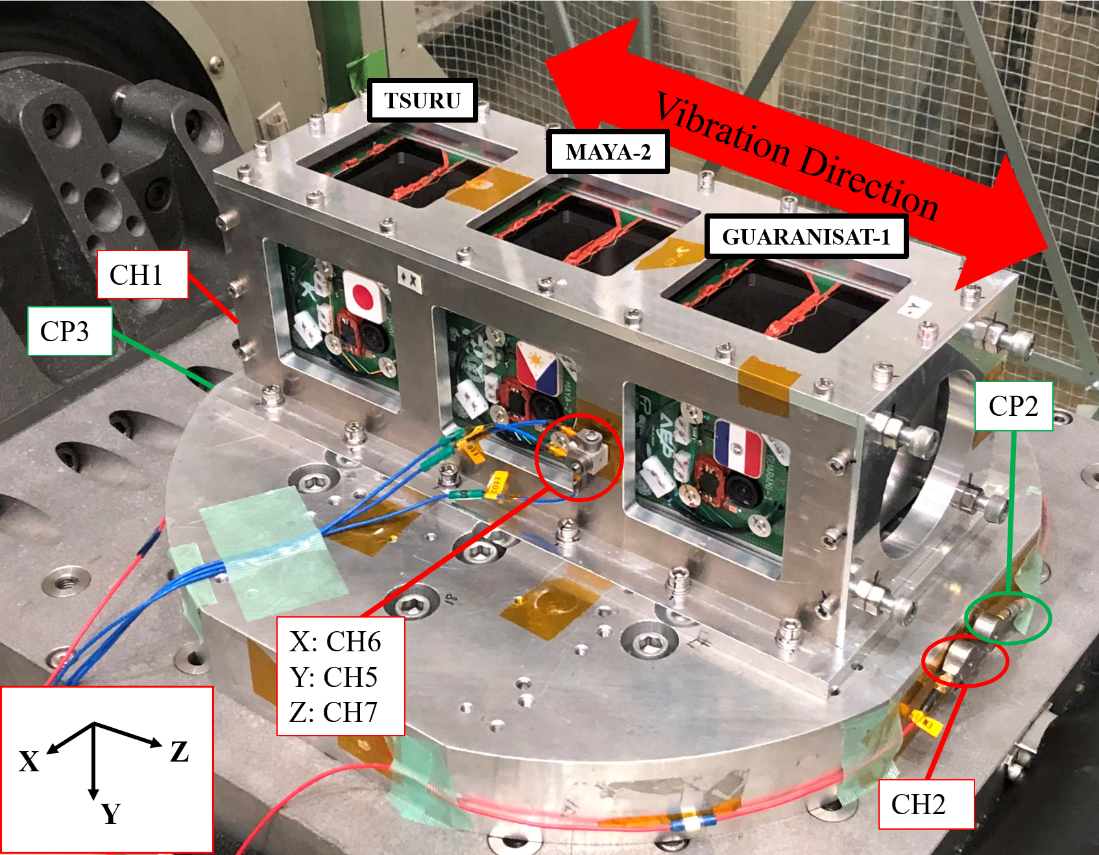 TSURU
MAYA-2
GUARANISAT-1
Vibration Direction
CH1
CP3
+X
-Y
CP2
X: CH6
Y: CH5
Z: CH7
X
Z
Y
CH2